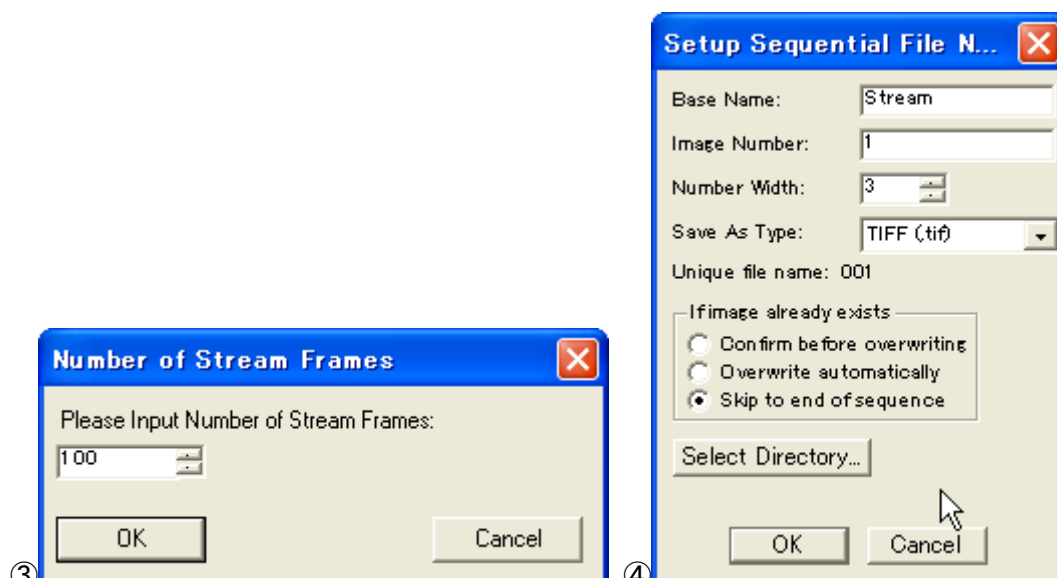 Number of Stream Frames
Please Input Number of Stream Frames:
100
OK Cancel
③
Setup Sequential File N...
Base Name: Stream
Image Number: 1
Number Width: 3
Save As Type: TIFF (.tif)
Unique file name: 001
If image already exists
Confirm before overwriting
Overwrite automatically
Skip to end of sequence
Select Directory...
OK Cancel
④